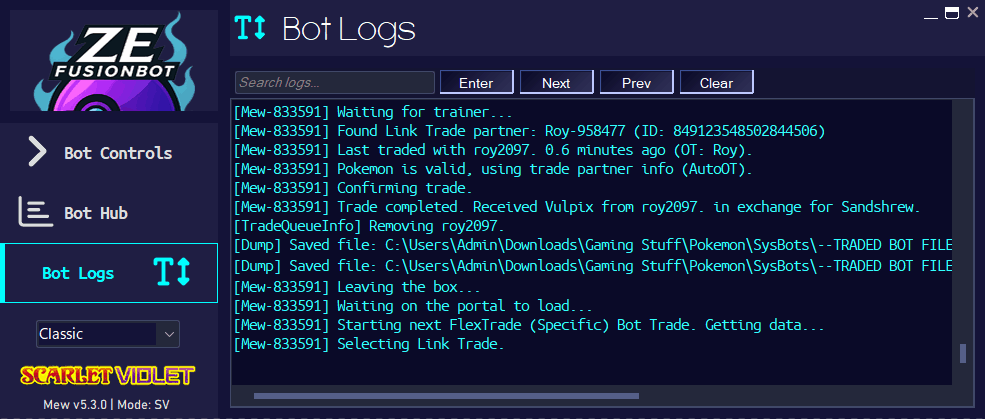 ZE
FUSIONBOT
Bot Logs
Search logs...
Enter
Next
Prev
Clear
Bot Controls
Bot Hub
Bot Logs
Classic
SCARLET VIOLET
Mew v5.3.0 | Mode: SV
[Mew-833591] Waiting for trainer...
[Mew-833591] Found Link Trade partner: Roy-958477 (ID: 849123548502844506)
[Mew-833591] Last traded with roy2097. 0.6 minutes ago (OT: Roy).
[Mew-833591] Pokemon is valid, using trade partner info (AutoOT).
[Mew-833591] Confirming trade.
[Mew-833591] Trade completed. Received Vulpix from roy2097. in exchange for Sandshrew.
[TradeQueueInfo] Removing roy2097.
[Dump] Saved file: C:\Users\Admin\Downloads\Gaming Stuff\Pokemon\SysBots\--TRADED BOT FILE
[Dump] Saved file: C:\Users\Admin\Downloads\Gaming Stuff\Pokemon\SysBots\--TRADED BOT FILE
[Mew-833591] Leaving the box...
[Mew-833591] Waiting on the portal to load...
[Mew-833591] Starting next FlexTrade (Specific) Bot Trade. Getting data...
[Mew-833591] Selecting Link Trade.